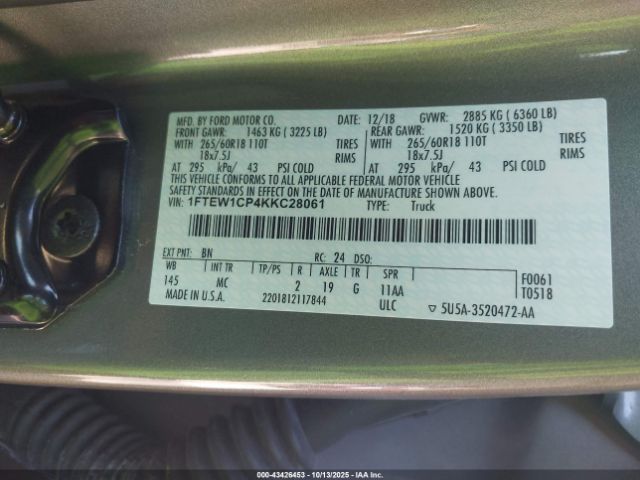 MFD. BY FORD MOTOR CO. DATE: 12/18 GVWR: 2885 KG ( 6360 LB)
FRONT GAWR: 1463 KG ( 3225 LB) REAR GAWR: 1520 KG ( 3350 LB)
WITH 265/60R18 110T TIRES WITH 265/60R18 110T TIRES
18x7.5J RIMS 18x7.5J RIMS
AT 295 kPa/ 43 PSI COLD AT 295 kPa/ 43 PSI COLD
THIS VEHICLE CONFORMS TO ALL APPLICABLE FEDERAL MOTOR VEHICLE
SAFETY STANDARDS IN EFFECT ON THE DATE OF MANUFACTURE SHOWN ABOVE.
VIN: 1FTEW1CP4KKC28061 TYPE: Truck
EXT PNT: BN RC: 24 DSO:
WB INT TR TP/PS R AXLE TR SPR F0061
145 MC 2 19 G 11AA T0518
MADE IN U.S.A. 2201812117844 ULC ▽ 5U5A-3520472-AA
00-43426453 - 10/13/2025 - IAA Inc.